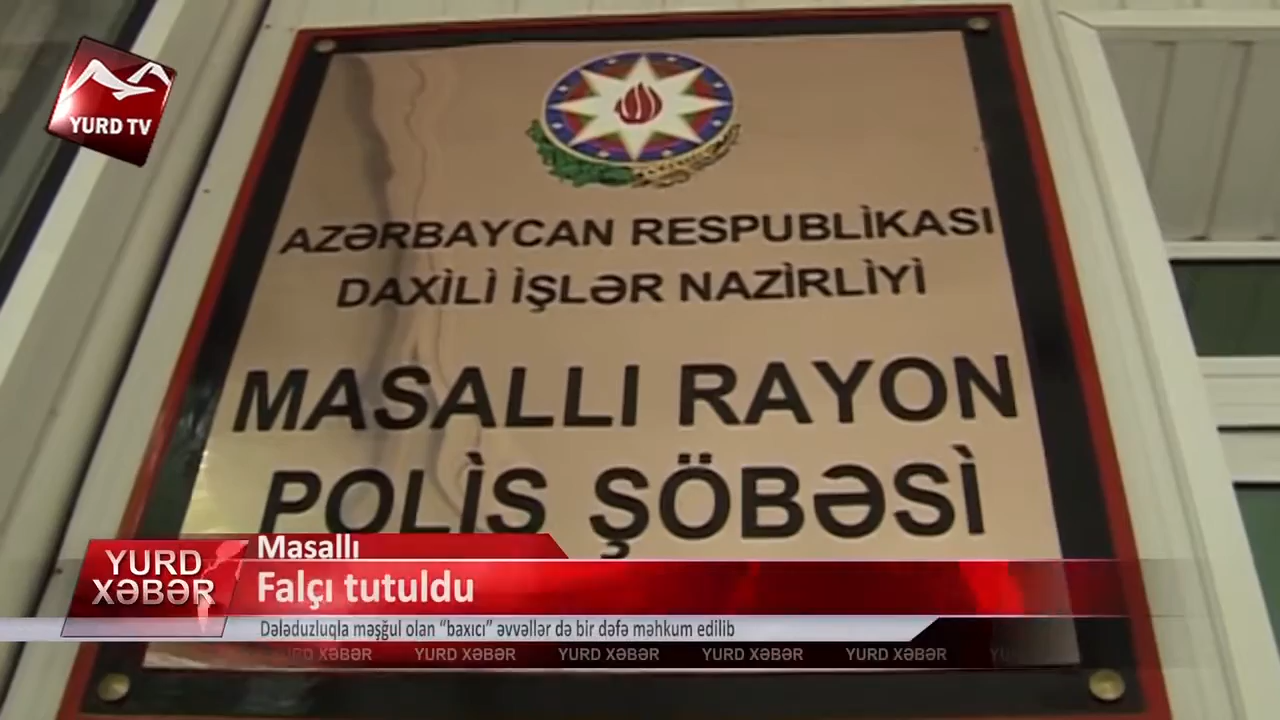 YURD TV
AZƏRBAYCAN RESPUBLİKASI
DAXİLİ İŞLƏR NAZİRLİYİ
MASALLI RAYON
POLİS ŞÖBƏSİ
YURD
XƏBƏR
Masallı
Falçı tutuldu
Dələduzluqla məşğul olan “baxıcı” əvvəllər də bir dəfə məhkum edilib
YURD XƏBƏR YURD XƏBƏR YURD XƏBƏR YURD XƏBƏR YURD XƏBƏR